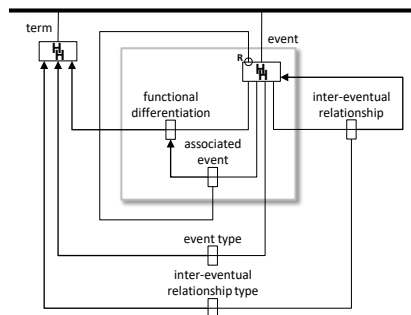 term
event
R
H
H
H
H
functional
differentiation
inter-eventual
relationship
associated
event
event type
inter-eventual
relationship type